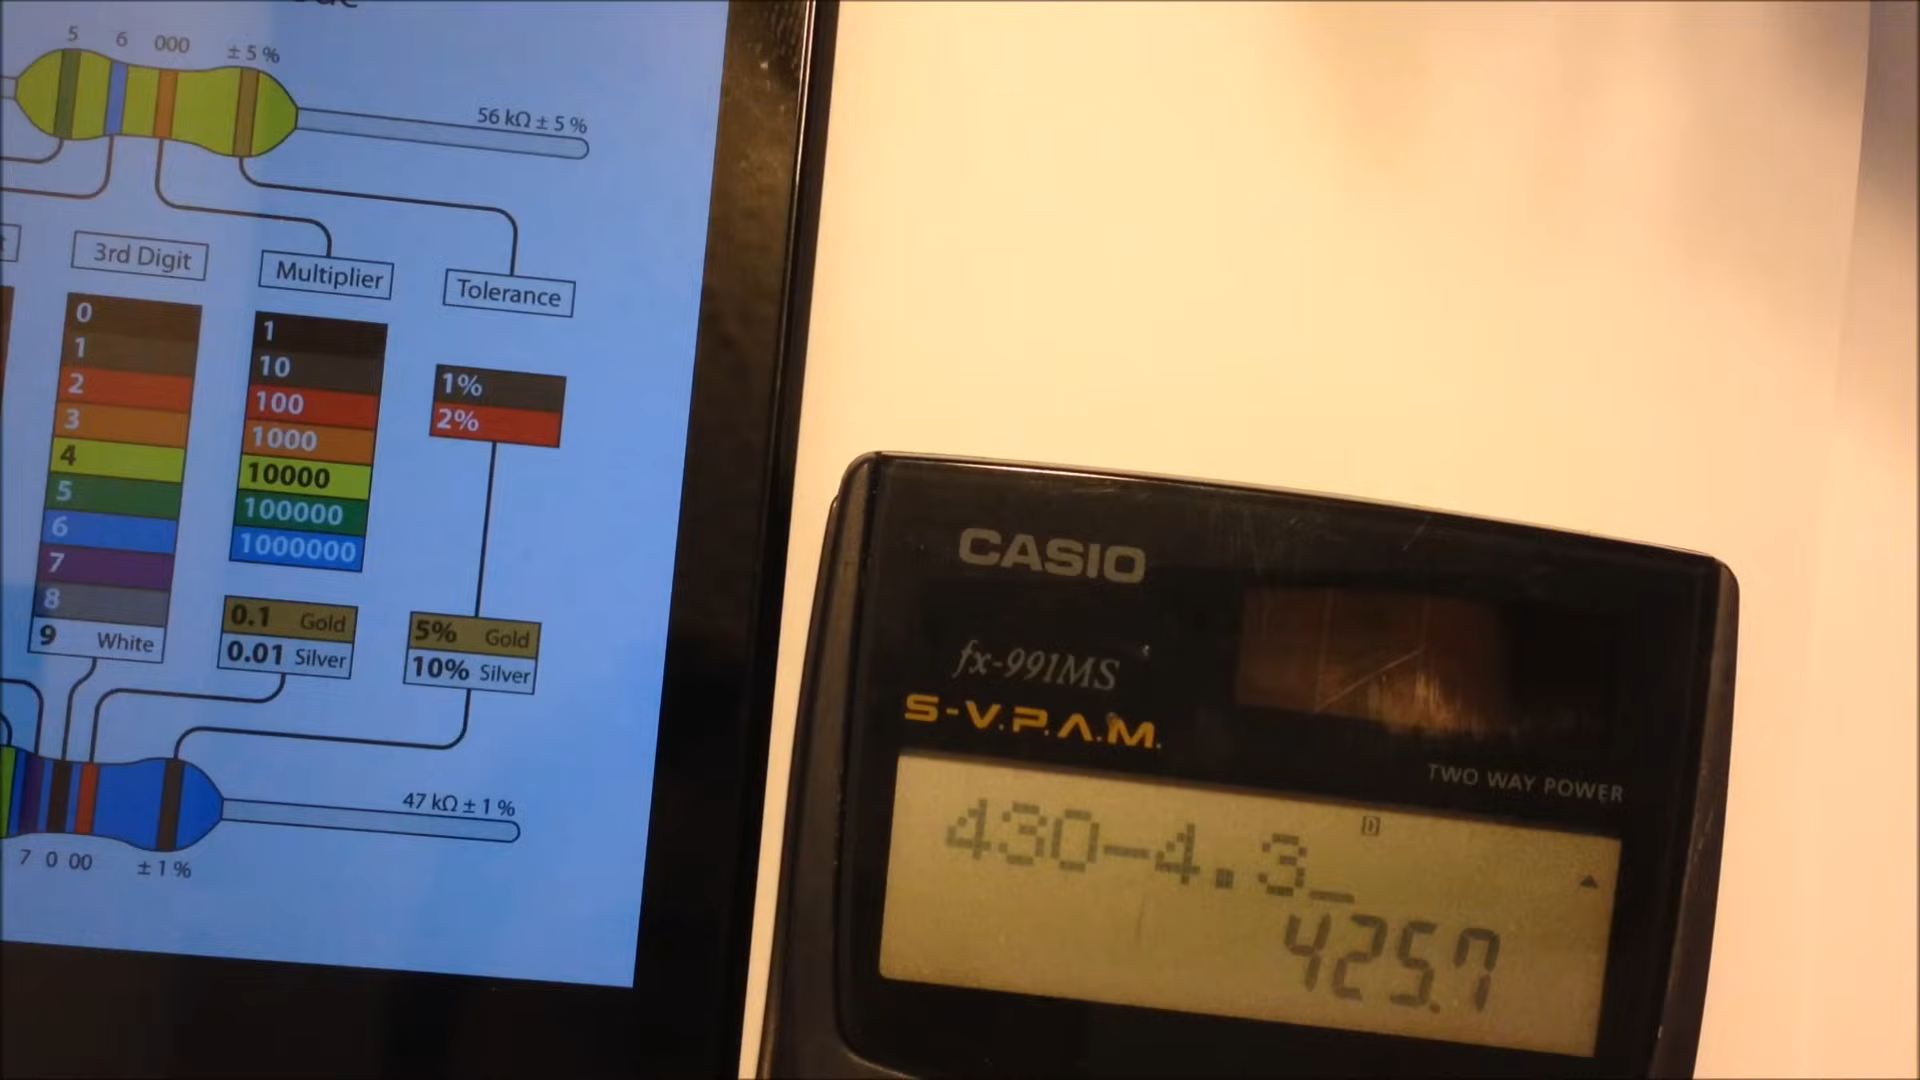 5 6 000 ± 5 %
56 kΩ ± 5 %
3rd Digit
Multiplier
Tolerance
0
1
2
3
4
5
6
7
8
9 White
1
10
100
1000
10000
100000
1000000
0.1 Gold
0.01 Silver
1%
2%
5% Gold
10% Silver
47 kΩ ± 1 %
7 0 00 ± 1 %
CASIO
fx-991MS
S-V.P.A.M.
TWO WAY POWER
D
430-4.3_
425.7